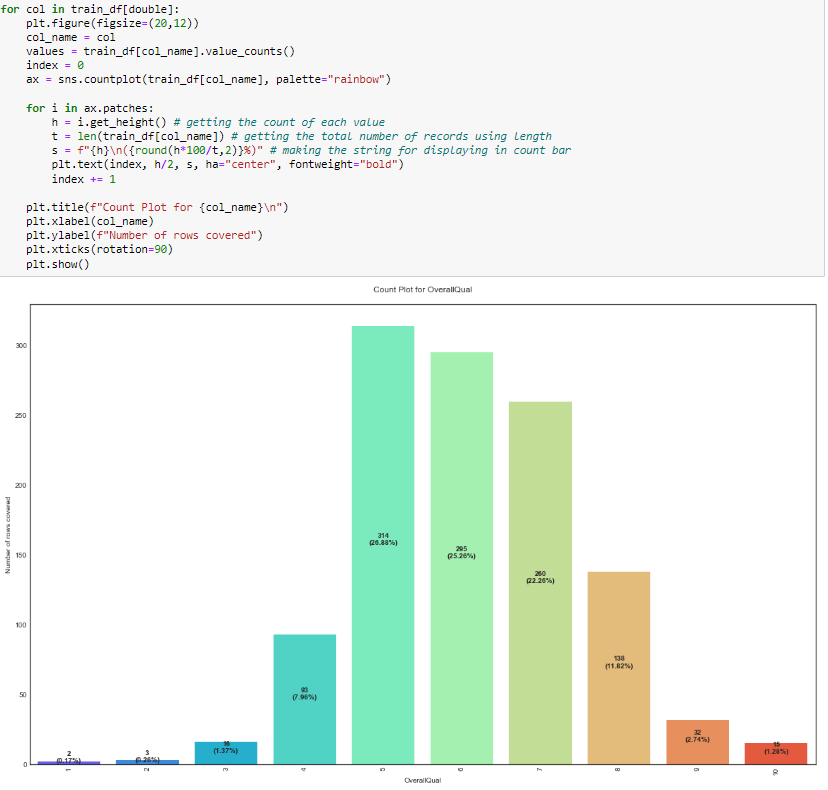 for col in train_df[double]:
    plt.figure(figsize=(20,12))
    col_name = col
    values = train_df[col_name].value_counts()
    index = 0
    ax = sns.countplot(train_df[col_name], palette="rainbow")

    for i in ax.patches:
        h = i.get_height() # getting the count of each value
        t = len(train_df[col_name]) # getting the total number of records using length
        s = f"{h}\n({round(h*100/t,2)}%)" # making the string for displaying in count bar
        plt.text(index, h/2, s, ha="center", fontweight="bold")
        index += 1

    plt.title(f"Count Plot for {col_name}\n")
    plt.xlabel(col_name)
    plt.ylabel(f"Number of rows covered")
    plt.xticks(rotation=90)
    plt.show()
Count Plot for OverallQual
Number of rows covered
300
250
200
150
100
50
0
2
(0.17%)
3
(0.26%)
16
(1.37%)
93
(7.96%)
314
(26.88%)
295
(25.26%)
260
(22.26%)
138
(11.82%)
32
(2.74%)
15
(1.28%)
1
2
3
4
5
6
7
8
9
10
OverallQual